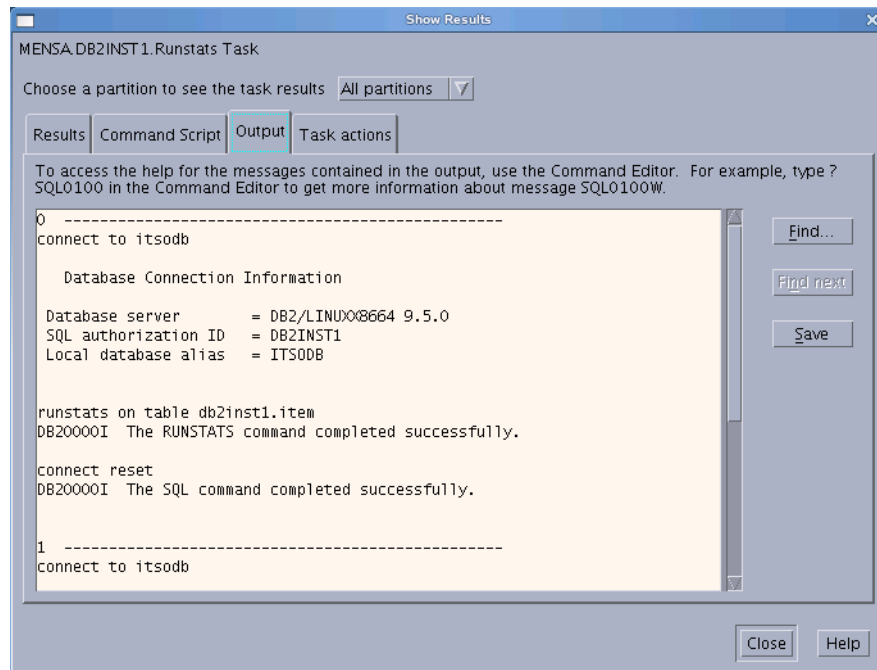 Show Results
MENSA.DB2INST1.Runstats Task
Choose a partition to see the task results All partitions
Results Command Script Output Task actions
To access the help for the messages contained in the output, use the Command Editor. For example, type ?
SQL0100 in the Command Editor to get more information about message SQL0100W.
0 -------------------------------------------------
connect to itsodb
Database Connection Information
Database server = DB2/LINUXX8664 9.5.0
SQL authorization ID = DB2INST1
Local database alias = ITSODB
runstats on table db2inst1.item
DB20000I The RUNSTATS command completed successfully.
connect reset
DB20000I The SQL command completed successfully.
1 -------------------------------------------------
connect to itsodb
Find...
Find next
Save
Close Help